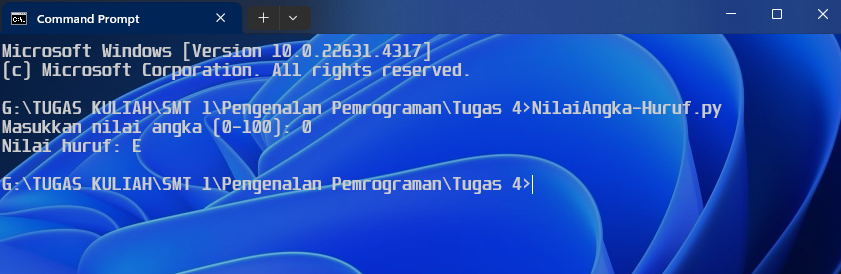 Command Prompt
Microsoft Windows [Version 10.0.22631.4317]
(c) Microsoft Corporation. All rights reserved.
G:\TUGAS KULIAH\SMT 1\Pengenalan Pemrograman\Tugas 4>NilaiAngka-Huruf.py
Masukkan nilai angka (0-100): 0
Nilai huruf: E
G:\TUGAS KULIAH\SMT 1\Pengenalan Pemrograman\Tugas 4>